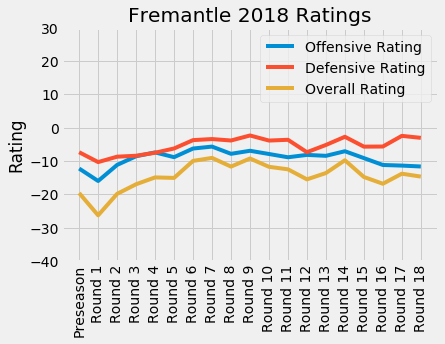 Fremantle 2018 Ratings
Offensive Rating
Defensive Rating
Overall Rating
Rating
30
20
10
0
−10
−20
−30
−40
Preseason
Round 1
Round 2
Round 3
Round 4
Round 5
Round 6
Round 7
Round 8
Round 9
Round 10
Round 11
Round 12
Round 13
Round 14
Round 15
Round 16
Round 17
Round 18